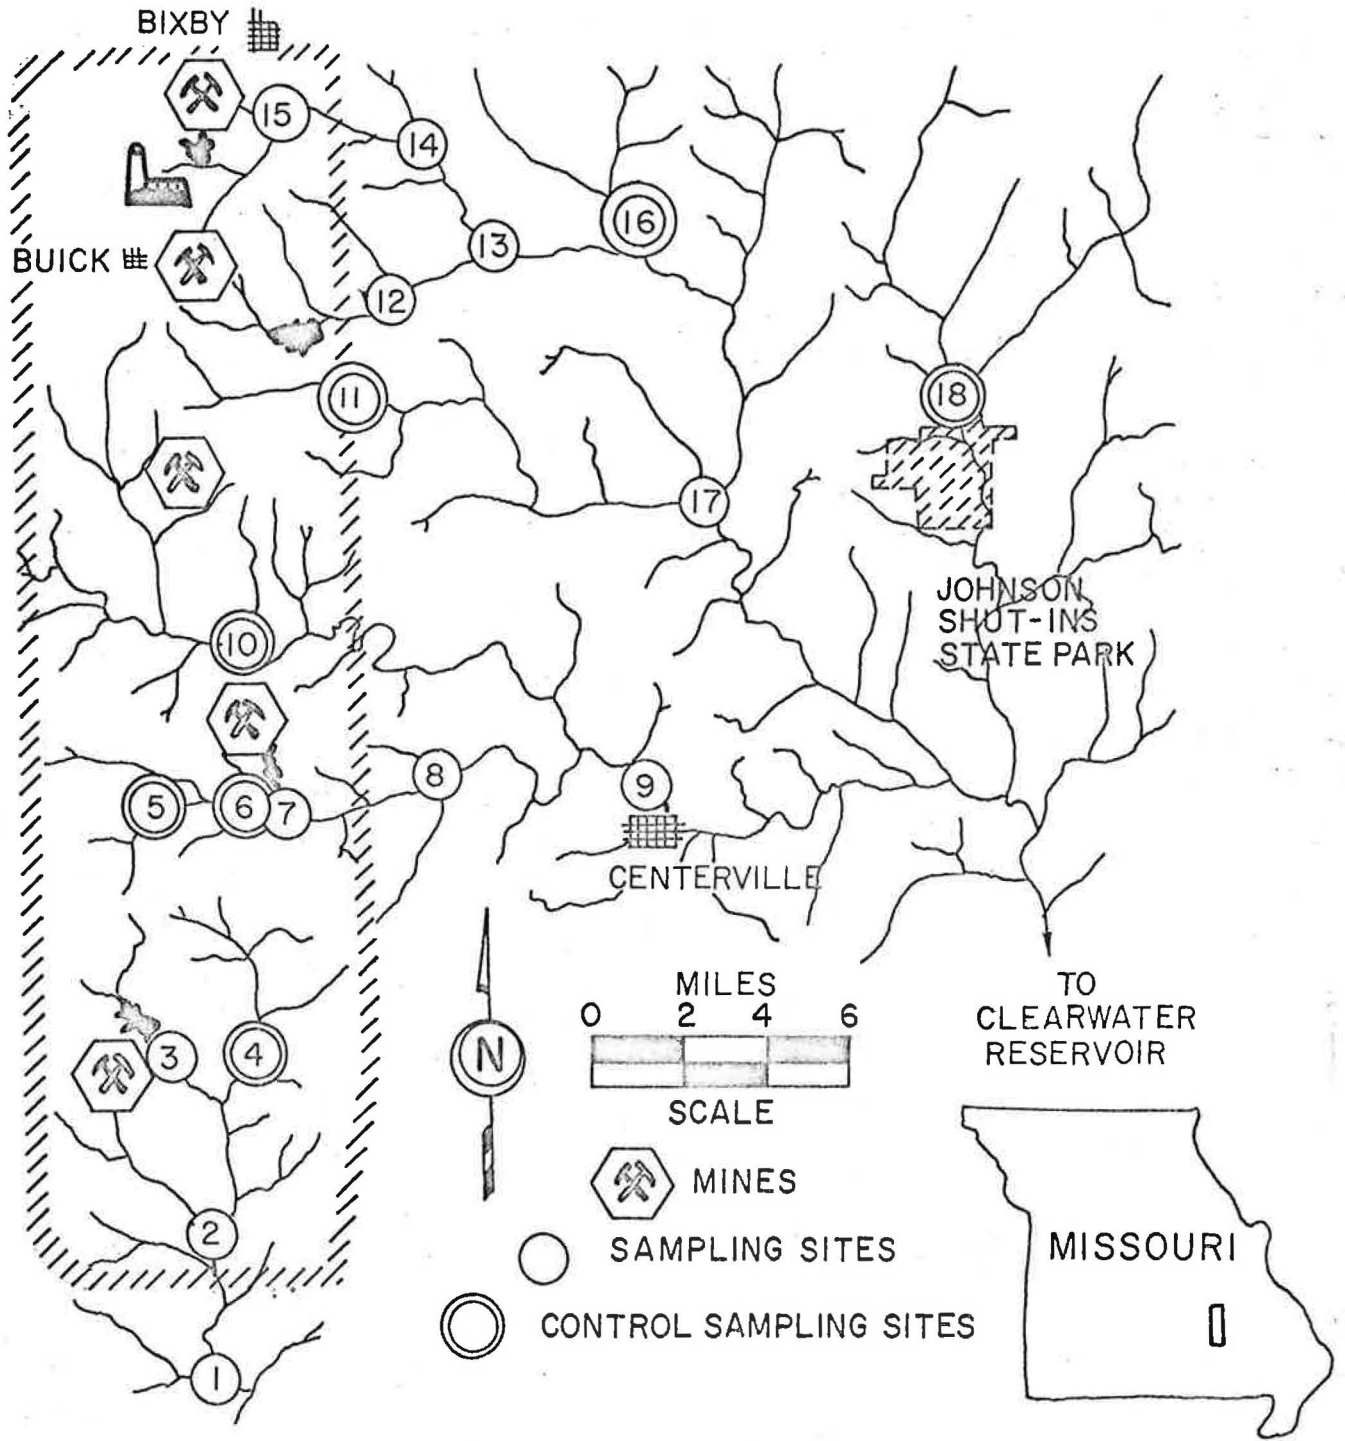 BIXBY
15
14
16
13
BUICK
12
11
18
17
JOHNSON
SHUT-INS
STATE PARK
10
8
9
5
6
7
CENTERVILLE
MILES
0 2 4 6
SCALE
TO
CLEARWATER
RESERVOIR
3
4
N
MINES
2
SAMPLING SITES
MISSOURI
CONTROL SAMPLING SITES
1